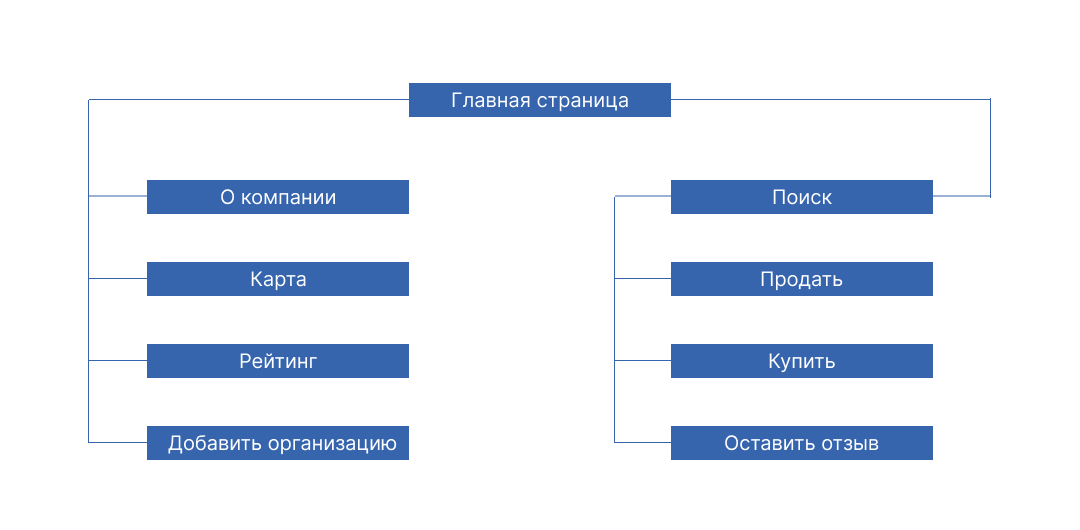 Главная страница
О компании
Карта
Рейтинг
Добавить организацию
Поиск
Продать
Купить
Оставить отзыв